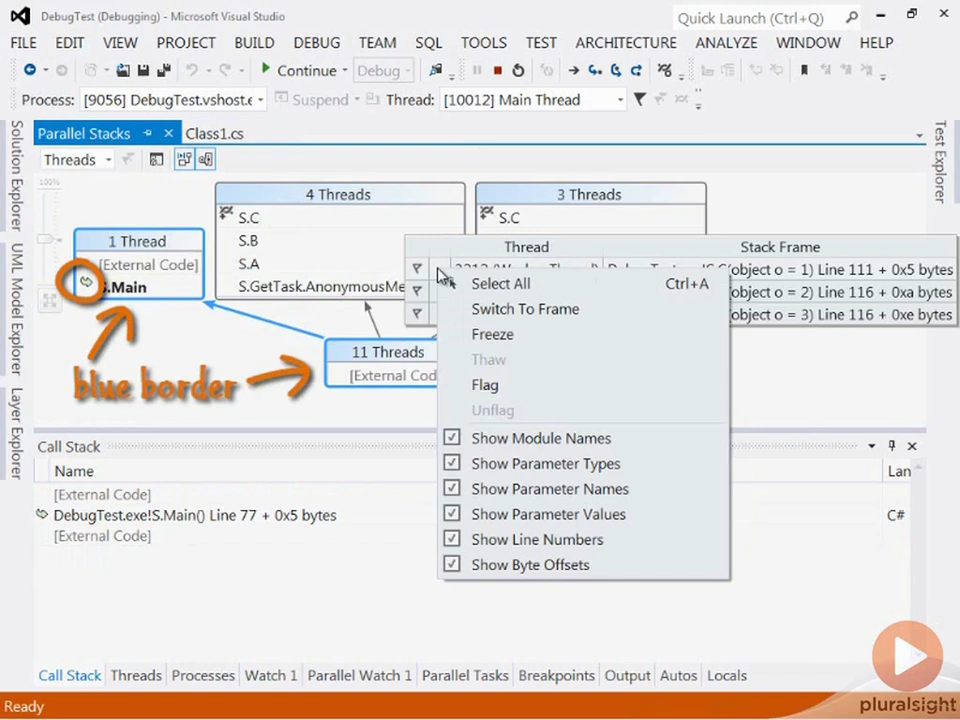 DebugTest (Debugging) - Microsoft Visual Studio
Quick Launch (Ctrl+Q)
FILE EDIT VIEW PROJECT BUILD DEBUG TEAM SQL TOOLS TEST ARCHITECTURE ANALYZE WINDOW HELP
Continue Debug
Process: [9056] DebugTest.vshost.e Suspend Thread: [10012] Main Thread
Parallel Stacks Class1.cs
Threads
Solution Explorer
UML Model Explorer
Layer Explorer
Test Explorer
100%
4 Threads
S.C
S.B
S.A
S.GetTask.AnonymousMe
3 Threads
S.C
1 Thread
[External Code]
S.Main
11 Threads
[External Cod
blue border
Thread Stack Frame
(object o = 1) Line 111 + 0x5 bytes
(object o = 2) Line 116 + 0xa bytes
(object o = 3) Line 116 + 0xe bytes
Select All Ctrl+A
Switch To Frame
Freeze
Thaw
Flag
Unflag
Show Module Names
Show Parameter Types
Show Parameter Names
Show Parameter Values
Show Line Numbers
Show Byte Offsets
Call Stack
Name Lan
[External Code]
DebugTest.exe!S.Main() Line 77 + 0x5 bytes C#
[External Code]
Call Stack Threads Processes Watch 1 Parallel Watch 1 Parallel Tasks Breakpoints Output Autos Locals
Ready
pluralsight